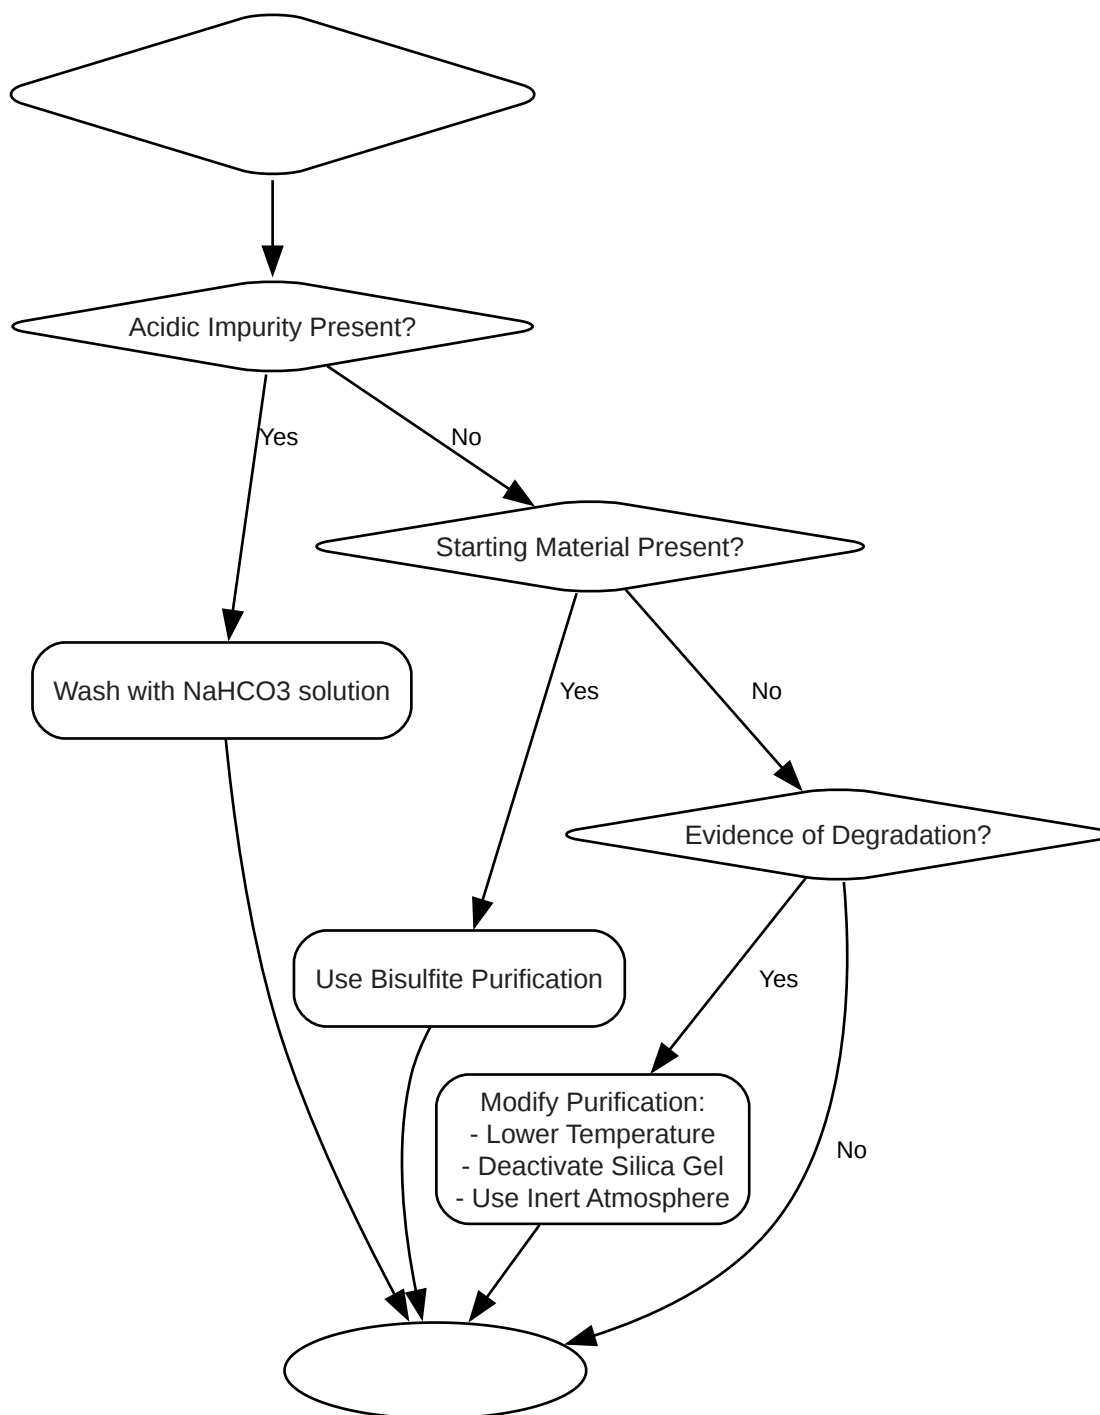 Acidic Impurity Present?
Yes
No
Starting Material Present?
Wash with NaHCO3 solution
Yes
No
Evidence of Degradation?
Use Bisulfite Purification
Yes
Modify Purification:
- Lower Temperature
- Deactivate Silica Gel
- Use Inert Atmosphere
No